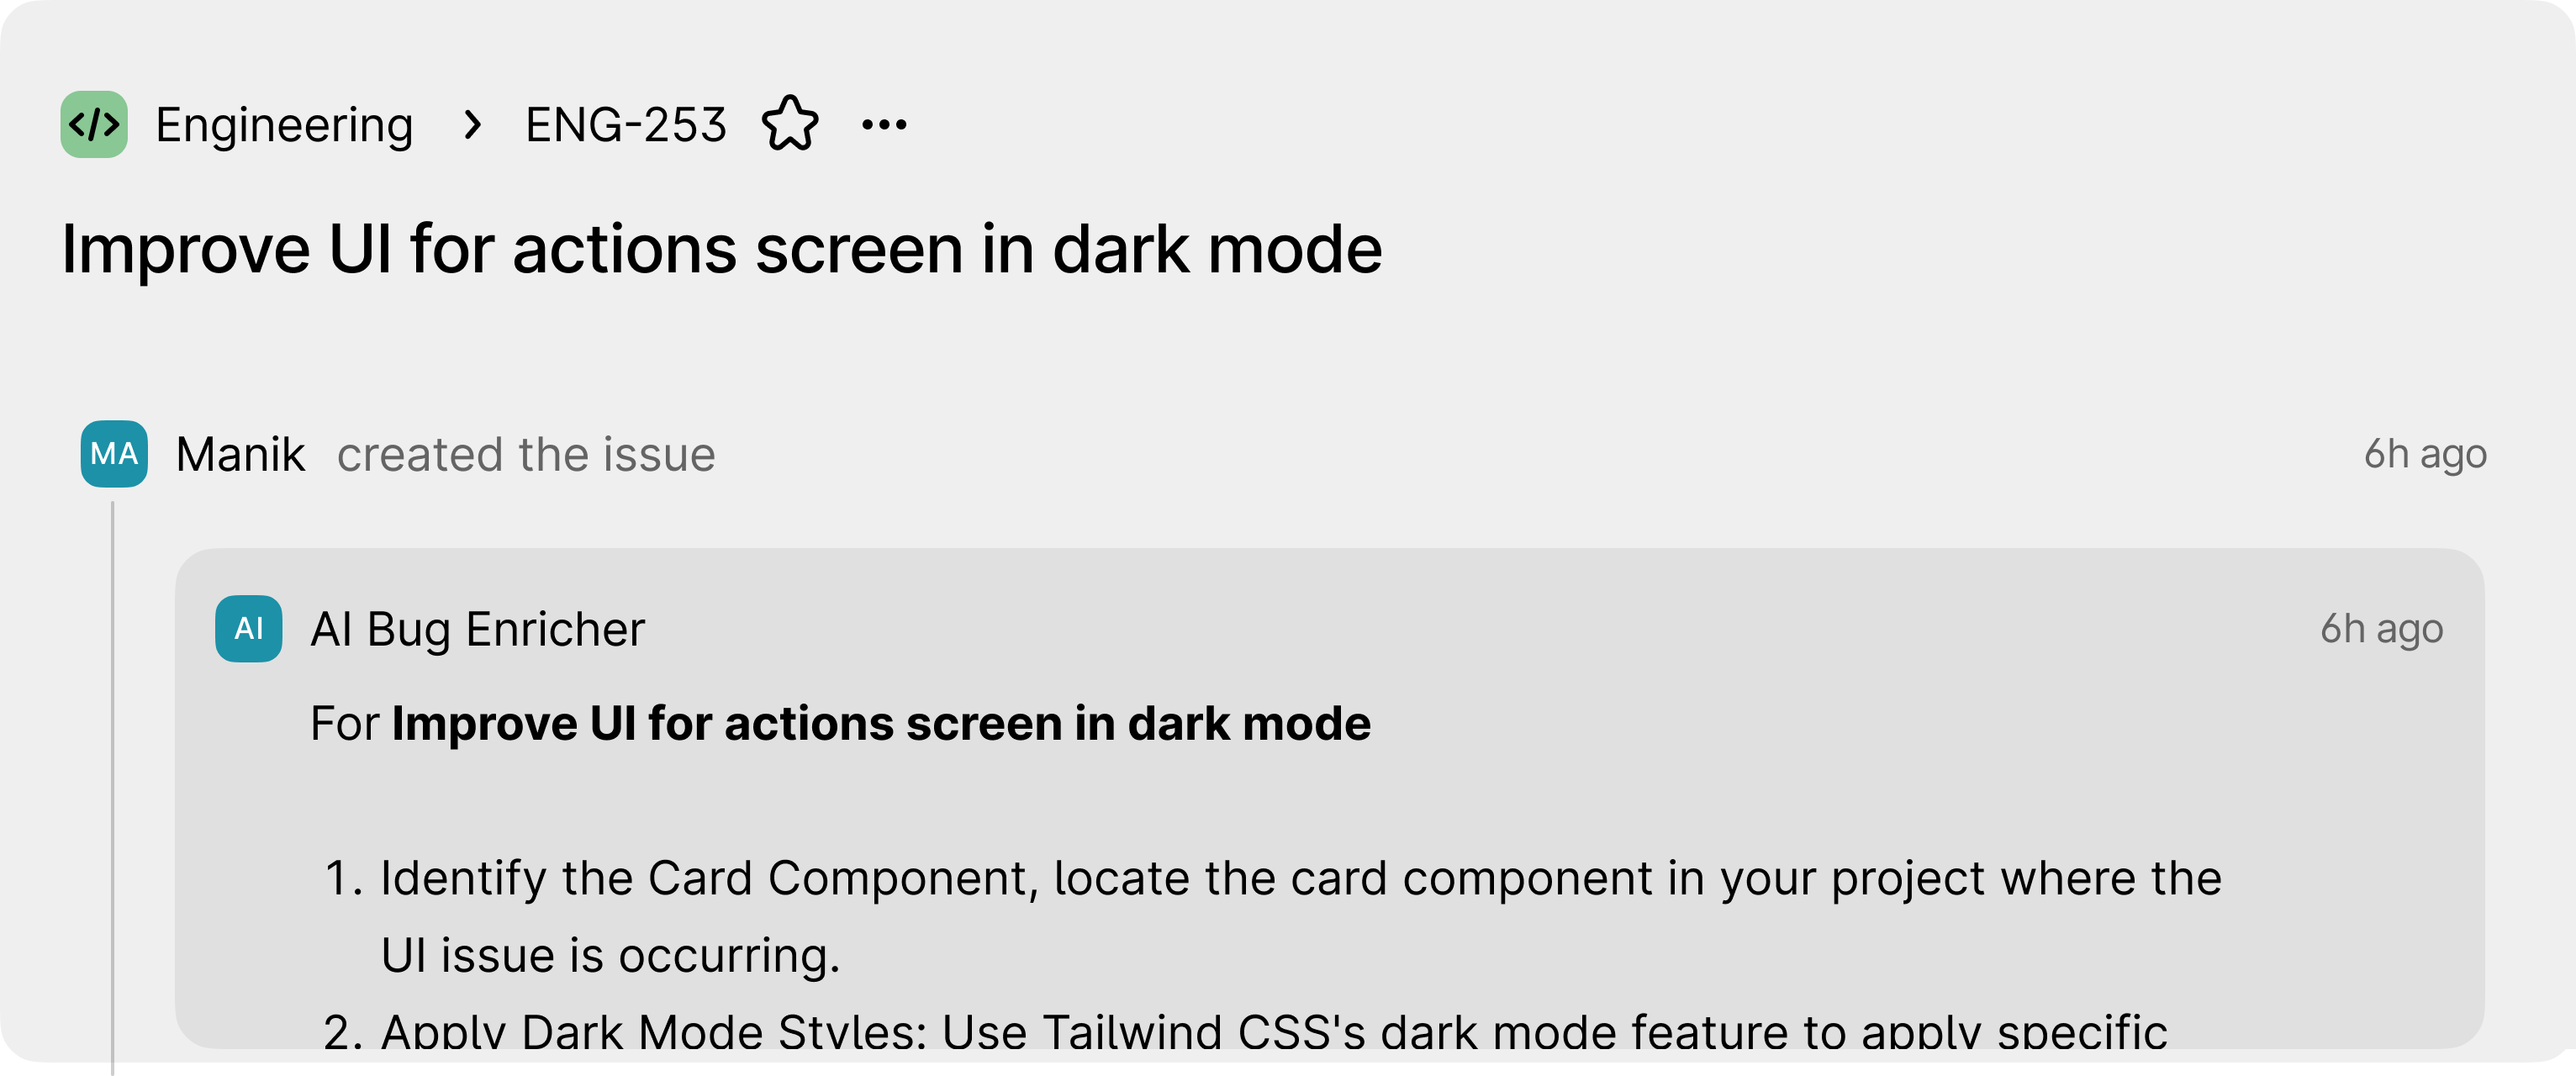 </> Engineering > ENG-253 ...
Improve UI for actions screen in dark mode
MA Manik created the issue 6h ago
AI AI Bug Enricher 6h ago
For Improve UI for actions screen in dark mode
1. Identify the Card Component, locate the card component in your project where the
UI issue is occurring.
2. Apply Dark Mode Styles: Use Tailwind CSS's dark mode feature to apply specific